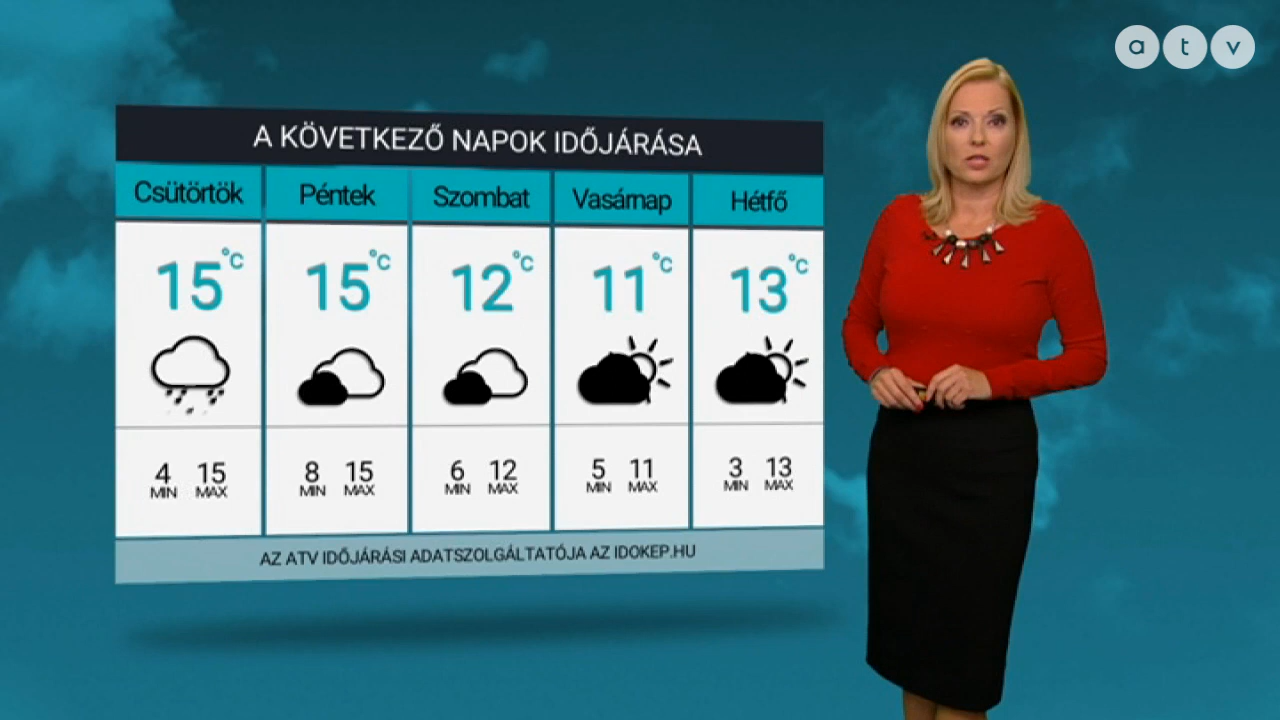 atv
A KÖVETKEZŐ NAPOK IDŐJÁRÁSA
Csütörtök Péntek Szombat Vasárnap Hétfő
15°C 15°C 12°C 11°C 13°C
4 15 8 15 6 12 5 11 3 13
MIN MAX MIN MAX MIN MAX MIN MAX MIN MAX
AZ ATV IDŐJÁRÁSI ADATSZOLGÁLTATÓJA AZ IDOKEP.HU